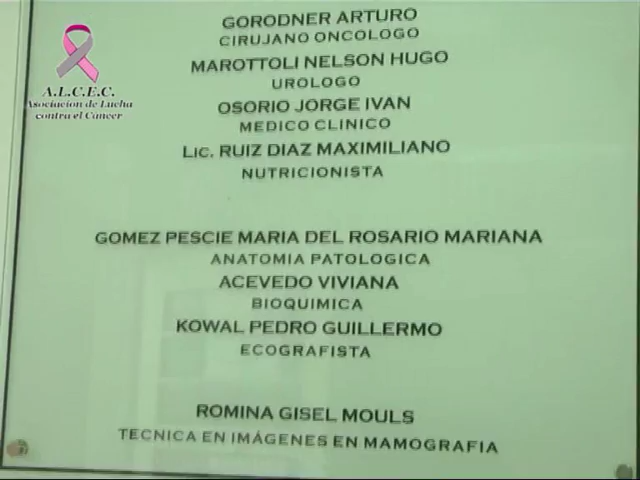 A.L.C.E.C.
Asociacion de Lucha
contra el Cáncer
GORODNER ARTURO
CIRUJANO ONCOLOGO
MAROTTOLI NELSON HUGO
UROLOGO
OSORIO JORGE IVAN
MEDICO CLINICO
Lic. RUIZ DIAZ MAXIMILIANO
NUTRICIONISTA
GOMEZ PESCIE MARIA DEL ROSARIO MARIANA
ANATOMIA PATOLOGICA
ACEVEDO VIVIANA
BIOQUIMICA
KOWAL PEDRO GUILLERMO
ECOGRAFISTA
ROMINA GISEL MOULS
TECNICA EN IMÁGENES EN MAMOGRAFIA